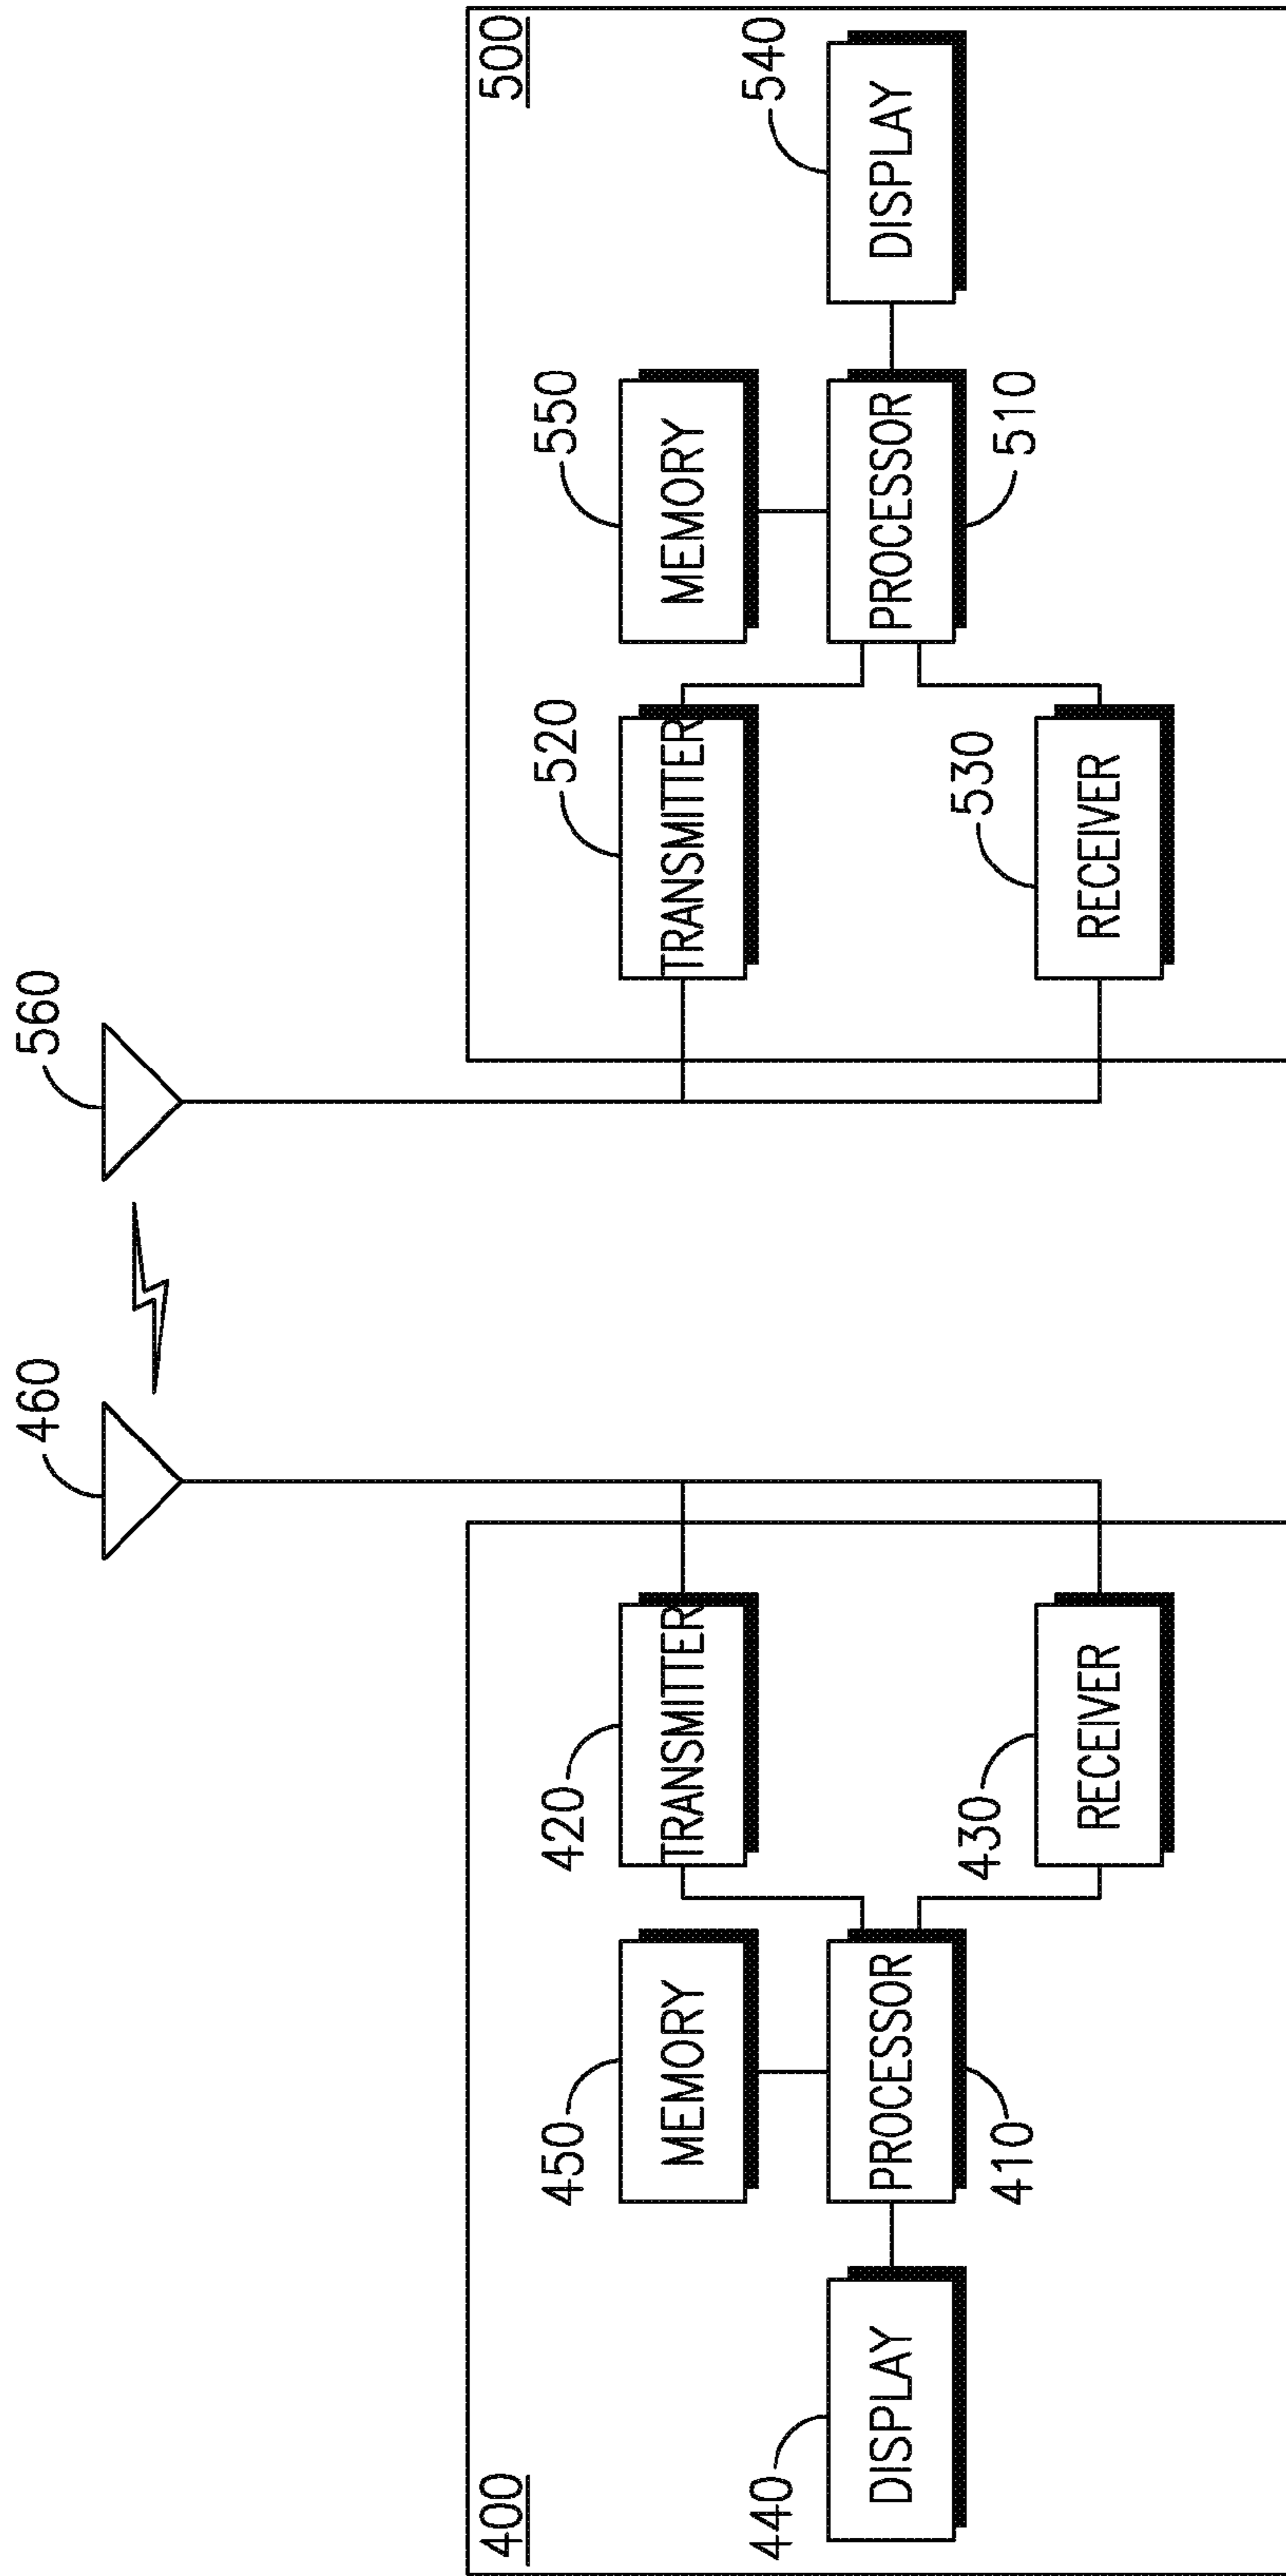 460
560
400
500
450
MEMORY
420
TRANSMITTER
520
TRANSMITTER
550
MEMORY
440
DISPLAY
PROCESSOR
410
PROCESSOR
510
540
DISPLAY
430
RECEIVER
530
RECEIVER